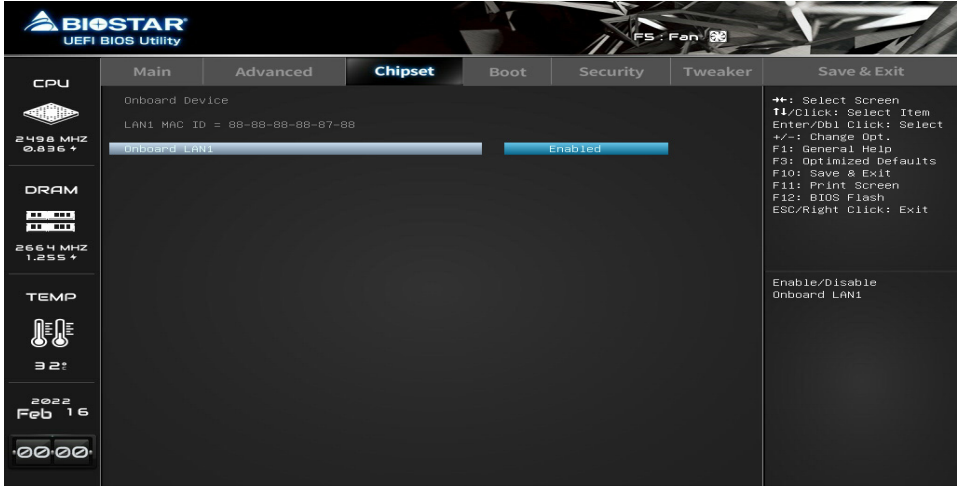 BIOSTAR®
UEFI BIOS Utility
F5 : Fan
Main Advanced Chipset Boot Security Tweaker Save & Exit
CPU
2498 MHZ
0.836
DRAM
2664 MHZ
1.255
TEMP
32
2022
Feb 16
00:00
Onboard Device
LAN1 MAC ID = 88-88-88-88-87-88
Onboard LAN1 Enabled
→←: Select Screen
↑↓/Click: Select Item
Enter/Dbl Click: Select
+/-: Change Opt.
F1: General Help
F3: Optimized Defaults
F10: Save & Exit
F11: Print Screen
F12: BIOS Flash
ESC/Right Click: Exit
Enable/Disable
Onboard LAN1